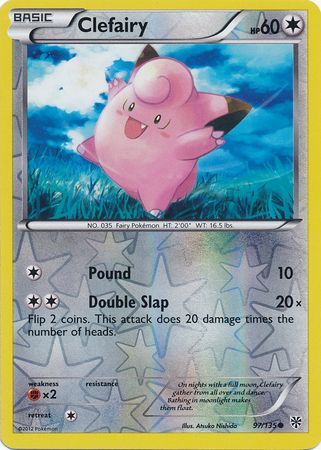 BASIC
Clefairy
HP60
NO. 035 Fairy Pokémon HT: 2'00" WT: 16.5 lbs.
Pound 10
Double Slap 20×
Flip 2 coins. This attack does 20 damage times the
number of heads.
weakness resistance
×2
retreat
On nights with a full moon, Clefairy
gather from all over and dance.
Bathing in moonlight makes
them float.
Illus. Atsuko Nishida
©2012 Pokémon
97/135